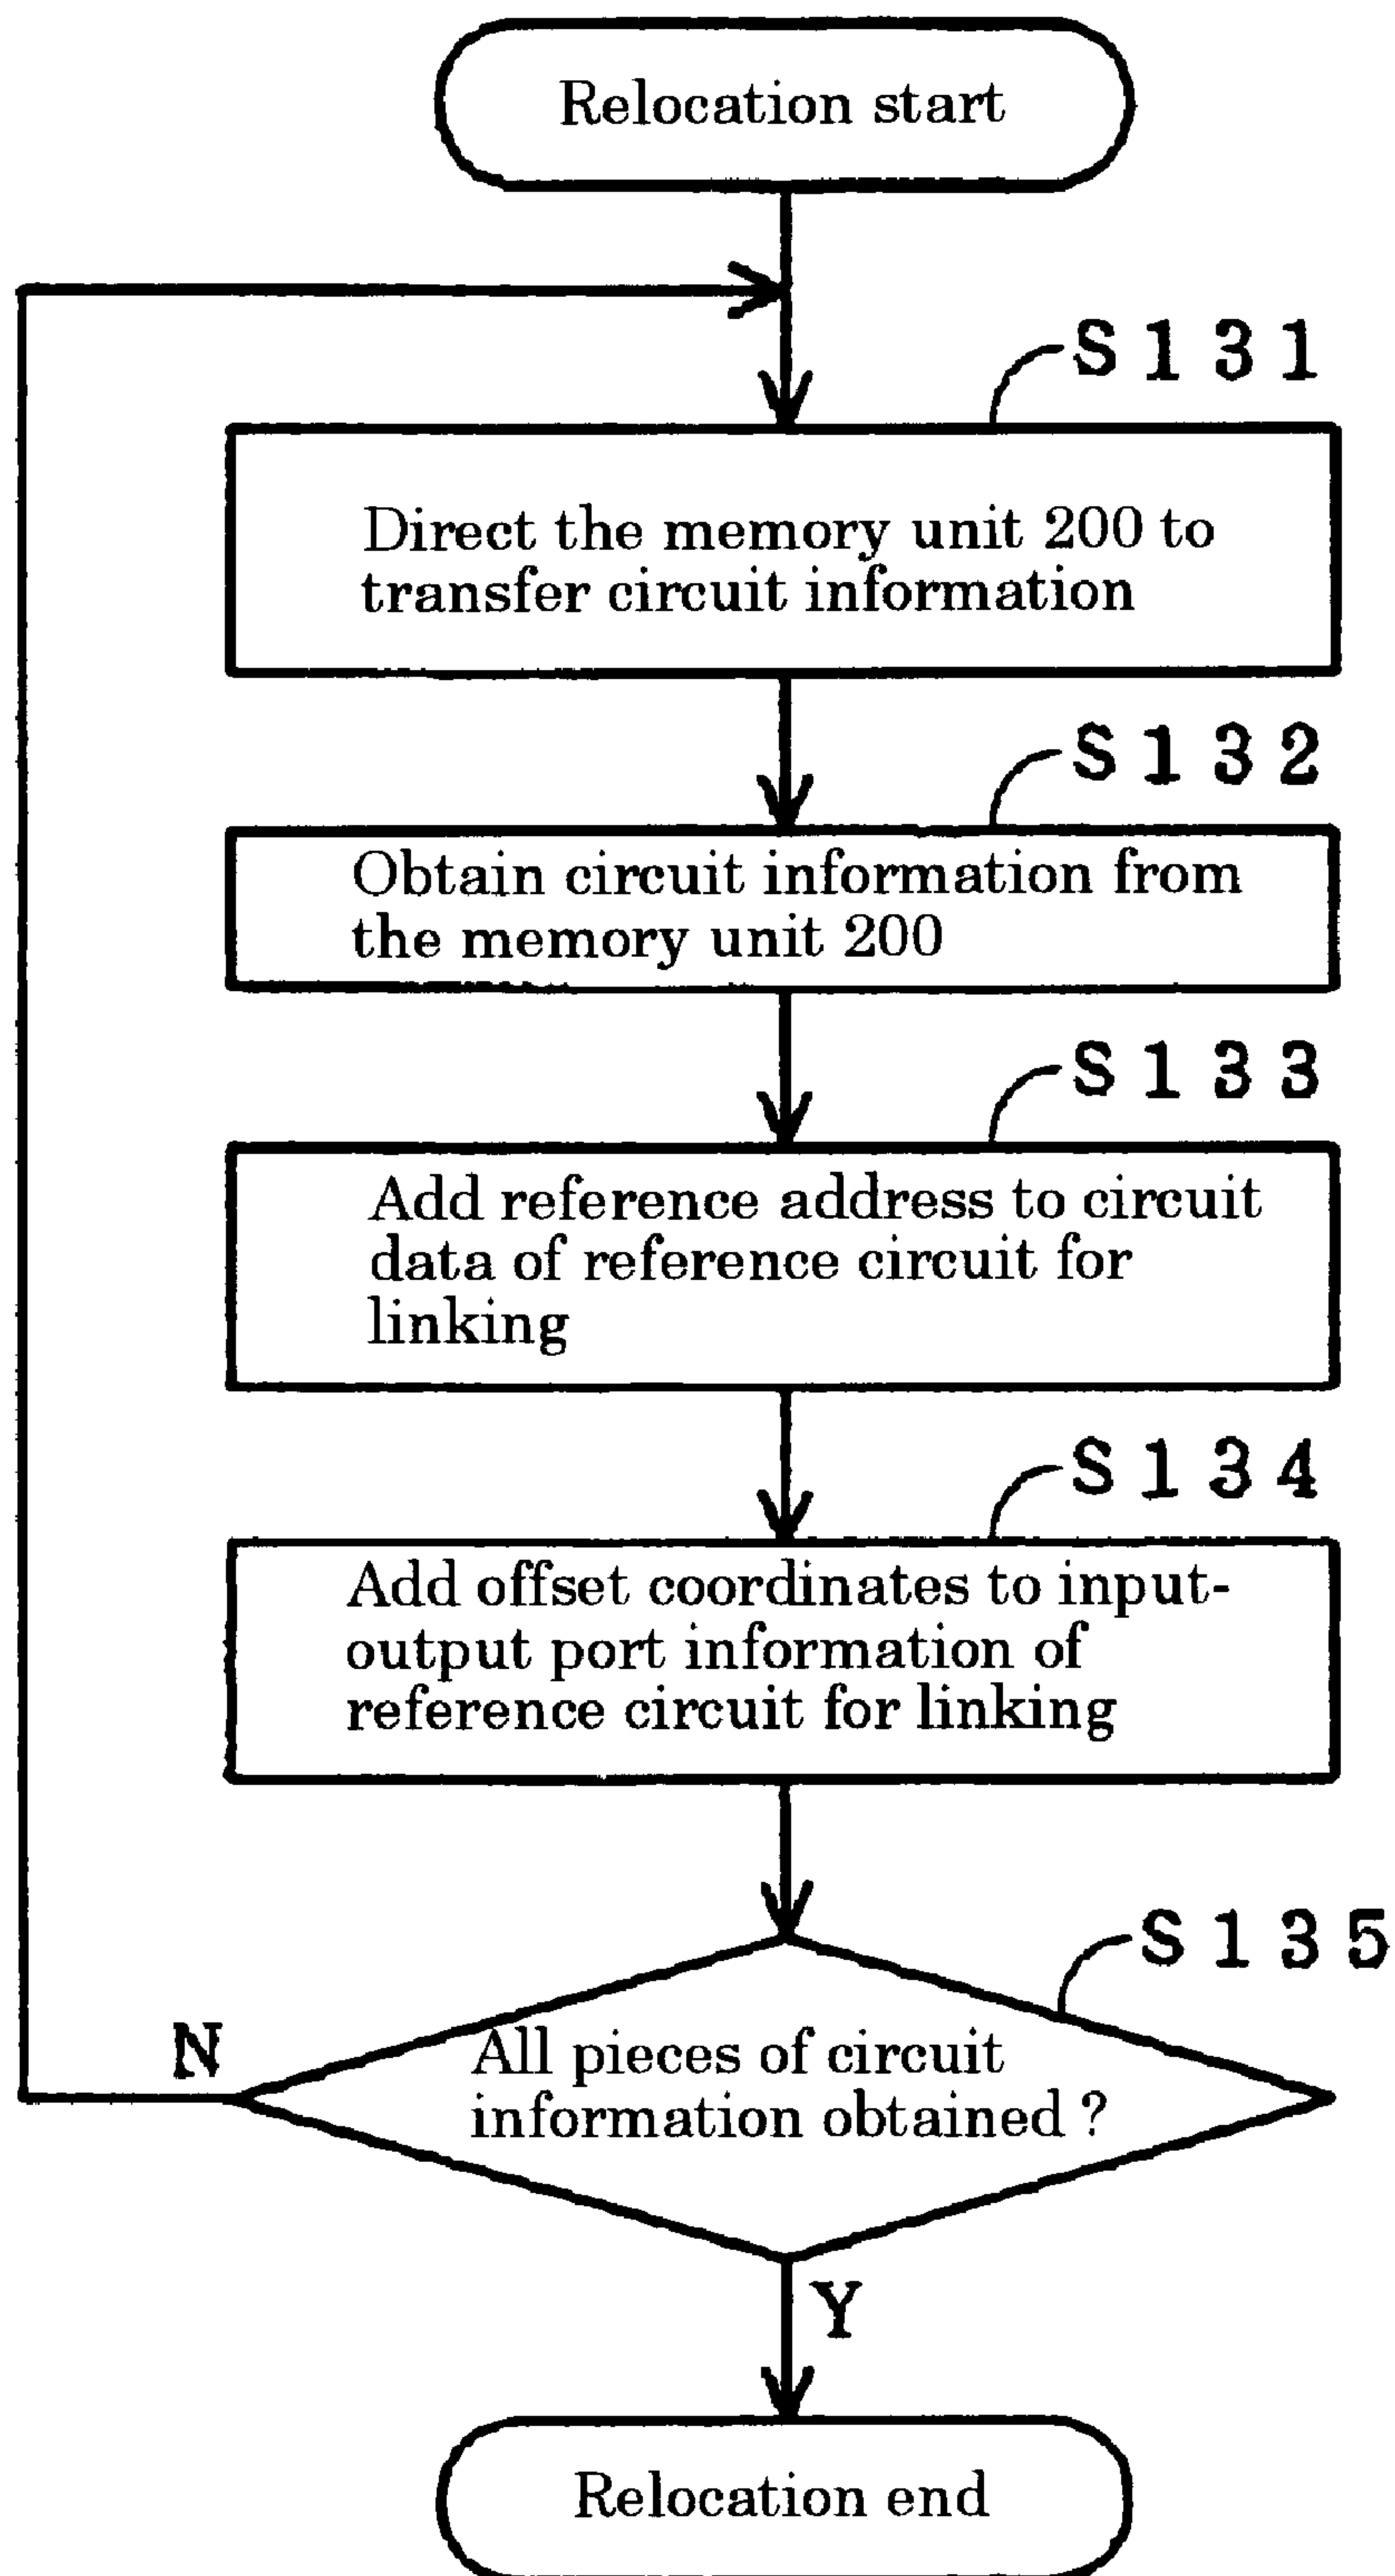 Relocation start
S131
Direct the memory unit 200 to
transfer circuit information
S132
Obtain circuit information from
the memory unit 200
S133
Add reference address to circuit
data of reference circuit for
linking
S134
Add offset coordinates to input-
output port information of
reference circuit for linking
S135
N
All pieces of circuit
information obtained ?
Y
Relocation end